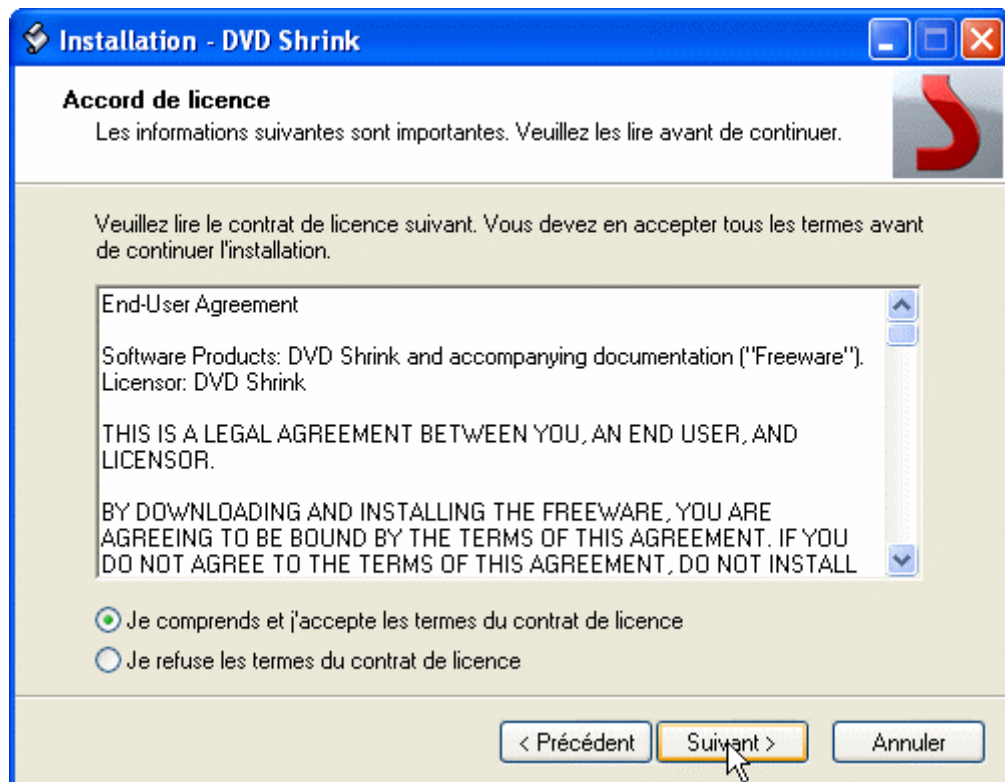 Installation - DVD Shrink
Accord de licence
Les informations suivantes sont importantes. Veuillez les lire avant de continuer.
Veuillez lire le contrat de licence suivant. Vous devez en accepter tous les termes avant
de continuer l'installation.
End-User Agreement
Software Products: DVD Shrink and accompanying documentation ("Freeware").
Licensor: DVD Shrink
THIS IS A LEGAL AGREEMENT BETWEEN YOU, AN END USER, AND
LICENSOR.
BY DOWNLOADING AND INSTALLING THE FREEWARE, YOU ARE
AGREEING TO BE BOUND BY THE TERMS OF THIS AGREEMENT. IF YOU
DO NOT AGREE TO THE TERMS OF THIS AGREEMENT, DO NOT INSTALL
Je comprends et j'accepte les termes du contrat de licence
Je refuse les termes du contrat de licence
< Précédent Suivant > Annuler